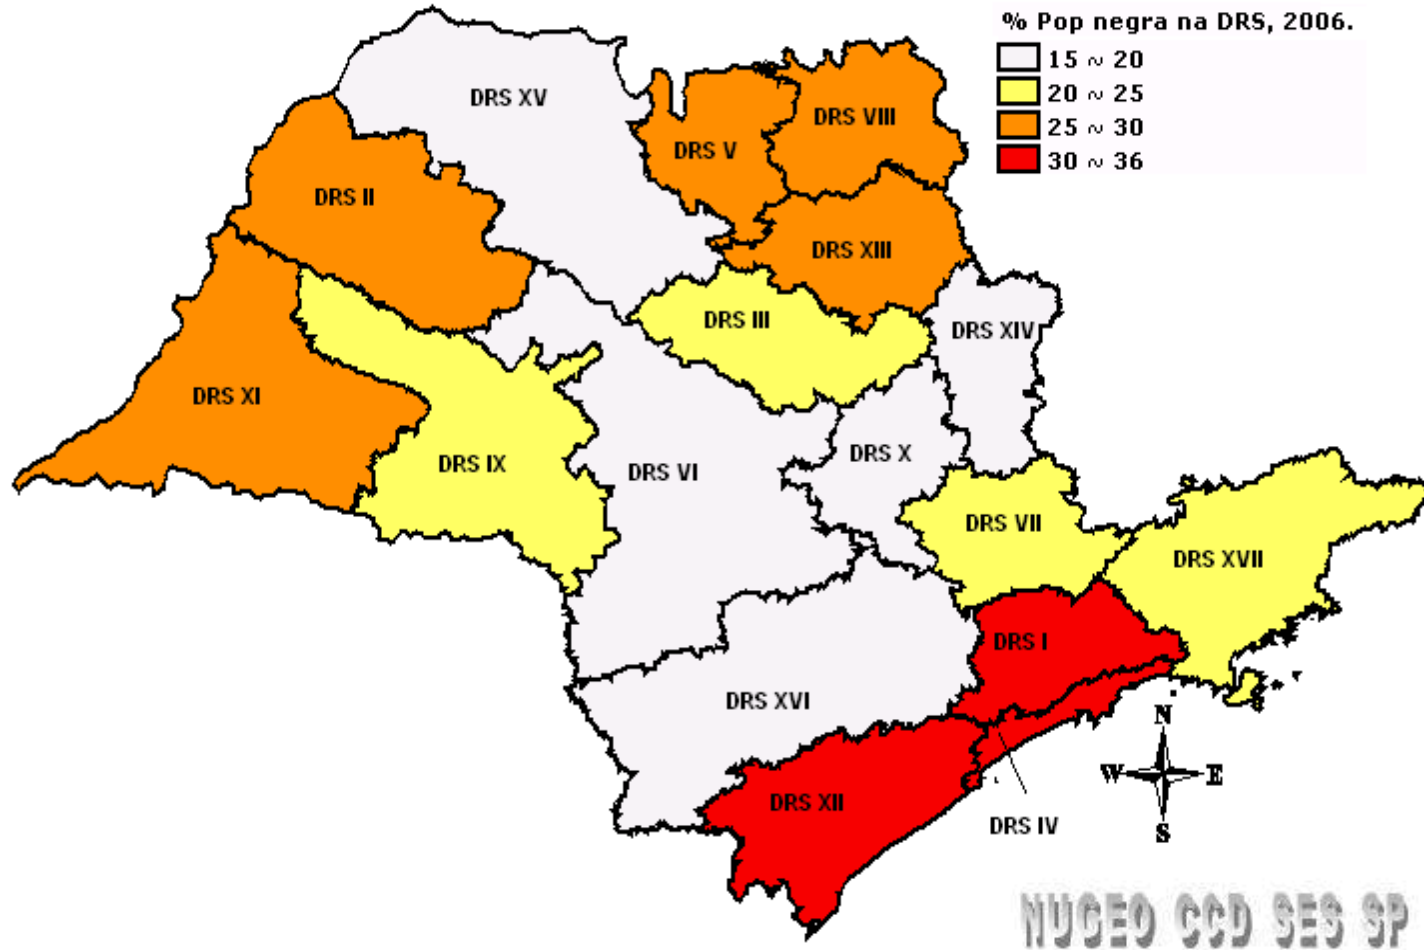 % Pop negra na DRS, 2006.
15 ~ 20
20 ~ 25
25 ~ 30
30 ~ 36
DRS XV
DRS VIII
DRS V
DRS II
DRS XIII
DRS III
DRS XIV
DRS XI
DRS X
DRS IX
DRS VI
DRS VII
DRS XVII
DRS I
DRS XVI
DRS XII
DRS IV
N
W E
S
NUGEO CCD SES SP